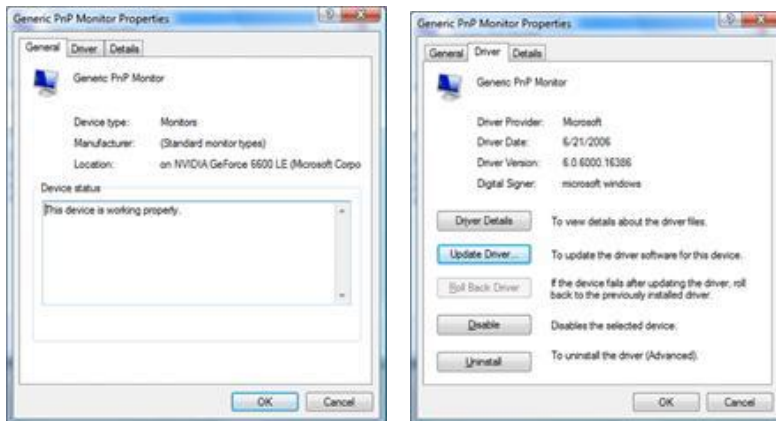 Generic PnP Monitor Properties
General Driver Details
Generic PnP Monitor
Device type: Monitors
Manufacturer: (Standard monitor types)
Location: on NVIDIA GeForce 6600 LE (Microsoft Corpo
Device status
This device is working properly.
OK Cancel
Generic PnP Monitor Properties
General Driver Details
Generic PnP Monitor
Driver Provider: Microsoft
Driver Date: 6/21/2006
Driver Version: 6.0.6000.16386
Digital Signer: microsoft windows
Driver Details To view details about the driver files.
Update Driver... To update the driver software for this device.
Roll Back Driver If the device fails after updating the driver, roll
back to the previously installed driver.
Disable Disables the selected device.
Uninstall To uninstall the driver (Advanced).
OK Cancel